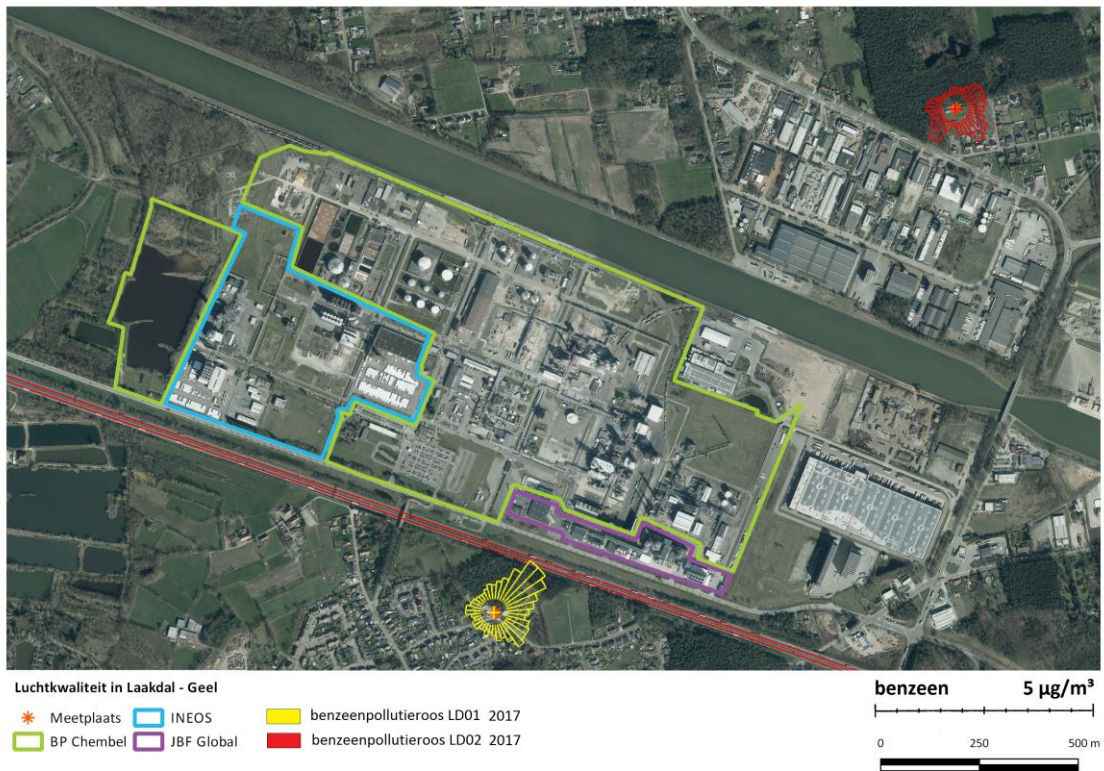 Luchtkwaliteit in Laakdal - Geel
Meetplaats
INEOS
benzeenpollutieroos LD01 2017
BP Chembel
JBF Global
benzeenpollutieroos LD02 2017
benzeen 5 µg/m³
0 250 500 m